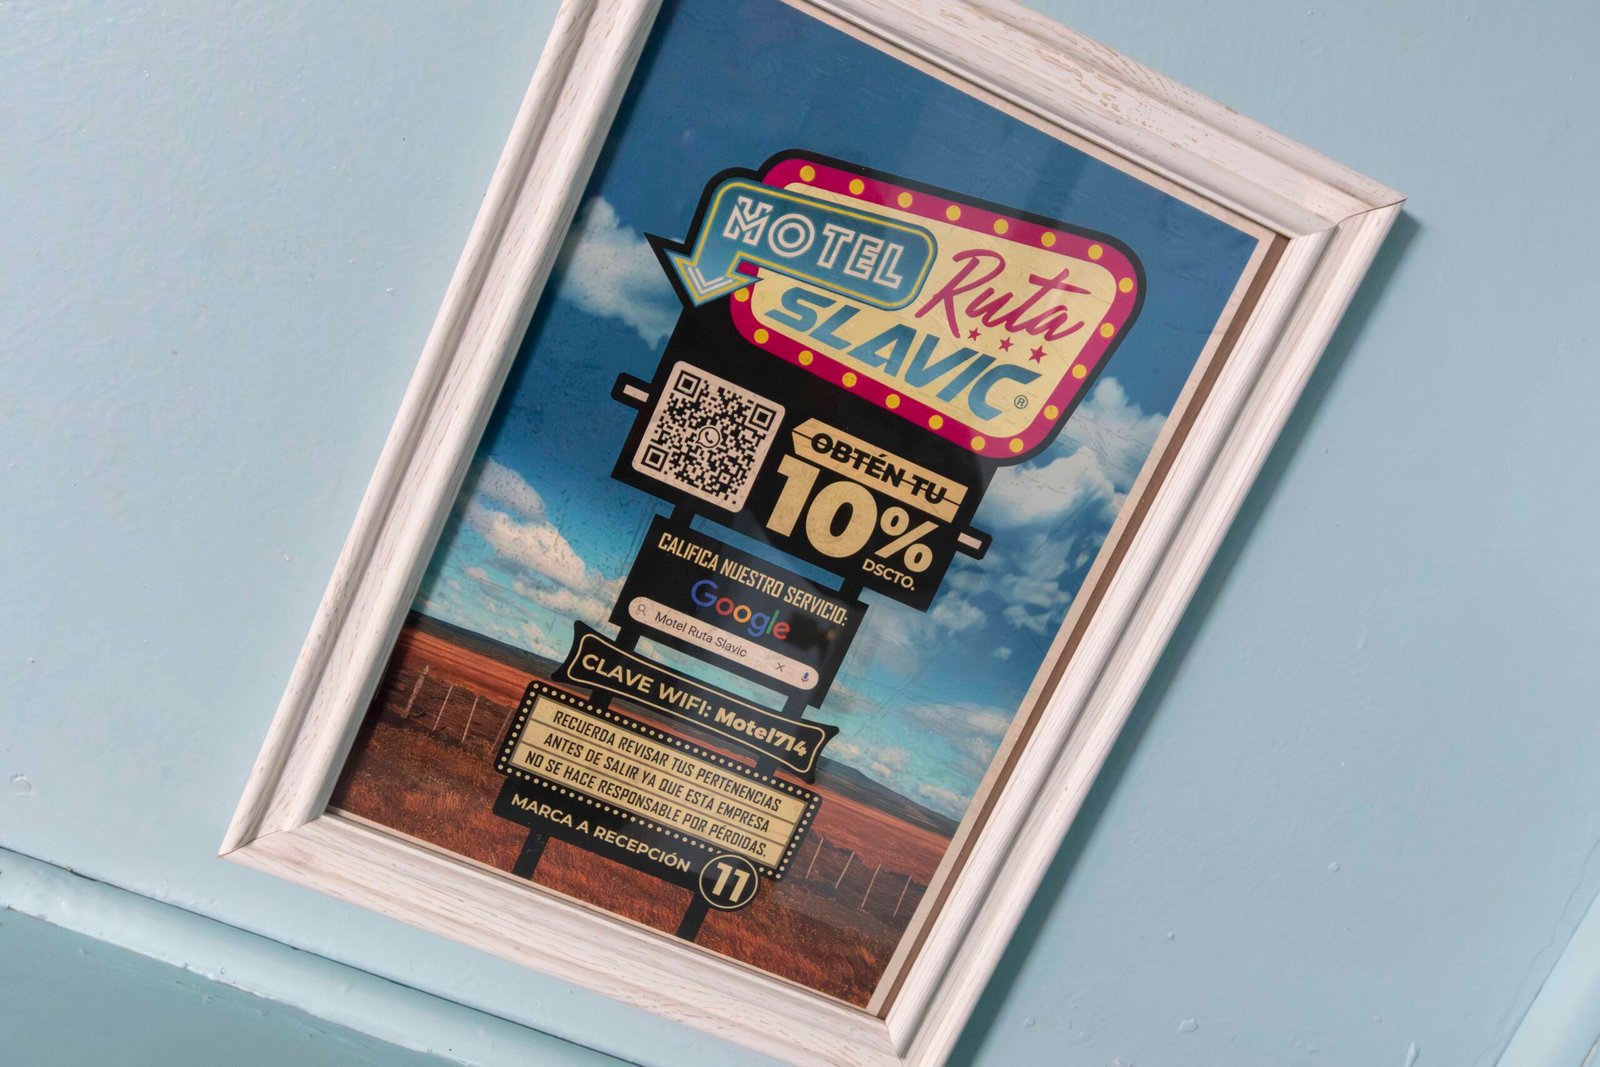 MOTEL
Ruta
SLAVIC ®
OBTÉN TU
10%
DSCTO.
CALIFICA NUESTRO SERVICIO:
Google
Motel Ruta Slavic
CLAVE WIFI: Motel714
RECUERDA REVISAR TUS PERTENENCIAS
ANTES DE SALIR YA QUE ESTA EMPRESA
NO SE HACE RESPONSABLE POR PÉRDIDAS.
MARCA A RECEPCIÓN 11